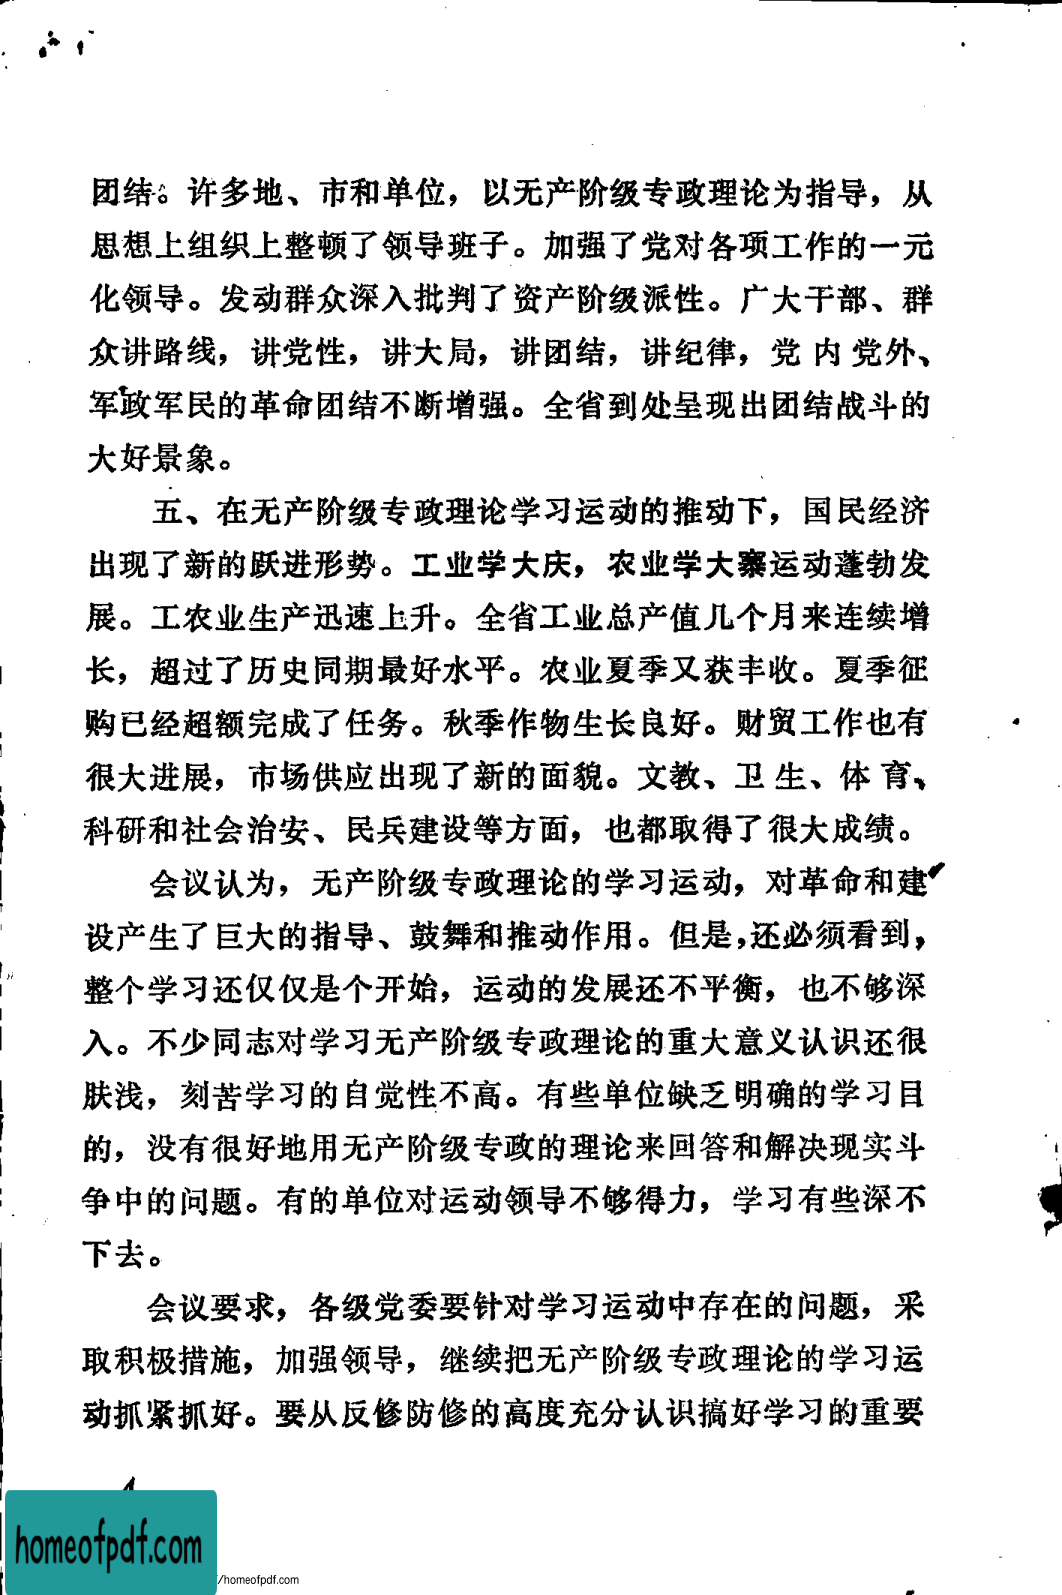 团结。许多地、市和单位，以无产阶级专政理论为指导，从
思想上组织上整顿了领导班子。加强了党对各项工作的一元
化领导。发动群众深入批判了资产阶级派性。广大干部、群
众讲路线，讲党性，讲大局，讲团结，讲纪律，党内党外、
军政军民的革命团结不断增强。全省到处呈现出团结战斗的
大好景象。
五、在无产阶级专政理论学习运动的推动下，国民经济
出现了新的跃进形势。工业学大庆，农业学大寨运动蓬勃发
展。工农业生产迅速上升。全省工业总产值几个月来连续增
长，超过了历史同期最好水平。农业夏季又获丰收。夏季征
购已经超额完成了任务。秋季作物生长良好。财贸工作也有
很大进展，市场供应出现了新的面貌。文教、卫生、体育、
科研和社会治安、民兵建设等方面，也都取得了很大成绩。
会议认为，无产阶级专政理论的学习运动，对革命和建
设产生了巨大的指导、鼓舞和推动作用。但是，还必须看到，
整个学习还仅仅是个开始，运动的发展还不平衡，也不够深
入。不少同志对学习无产阶级专政理论的重大意义认识还很
肤浅，刻苦学习的自觉性不高。有些单位缺乏明确的学习目
的，没有很好地用无产阶级专政的理论来回答和解决现实斗
争中的问题。有的单位对运动领导不够得力，学习有些深不
下去。
会议要求，各级党委要针对学习运动中存在的问题，采
取积极措施，加强领导，继续把无产阶级专政理论的学习运
动抓紧抓好。要从反修防修的高度充分认识搞好学习的重要
homeofpdf.com
/homeofpdf.com